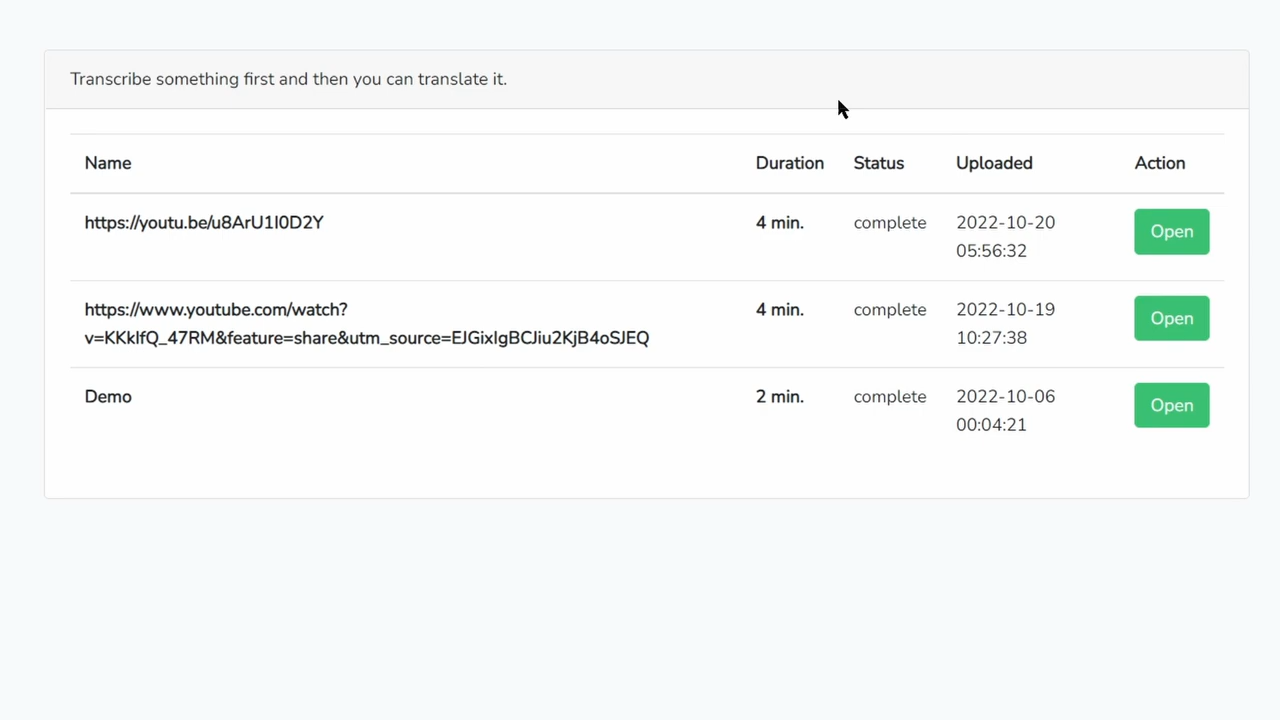 Transcribe something first and then you can translate it.
Name Duration Status Uploaded Action
https://youtu.be/u8ArU1I0D2Y 4 min. complete 2022-10-20 Open
05:56:32
https://www.youtube.com/watch? 4 min. complete 2022-10-19 Open
v=KKklfQ_47RM&feature=share&utm_source=EJGixIgBCJiu2KjB4oSJEQ 10:27:38
Demo 2 min. complete 2022-10-06 Open
00:04:21